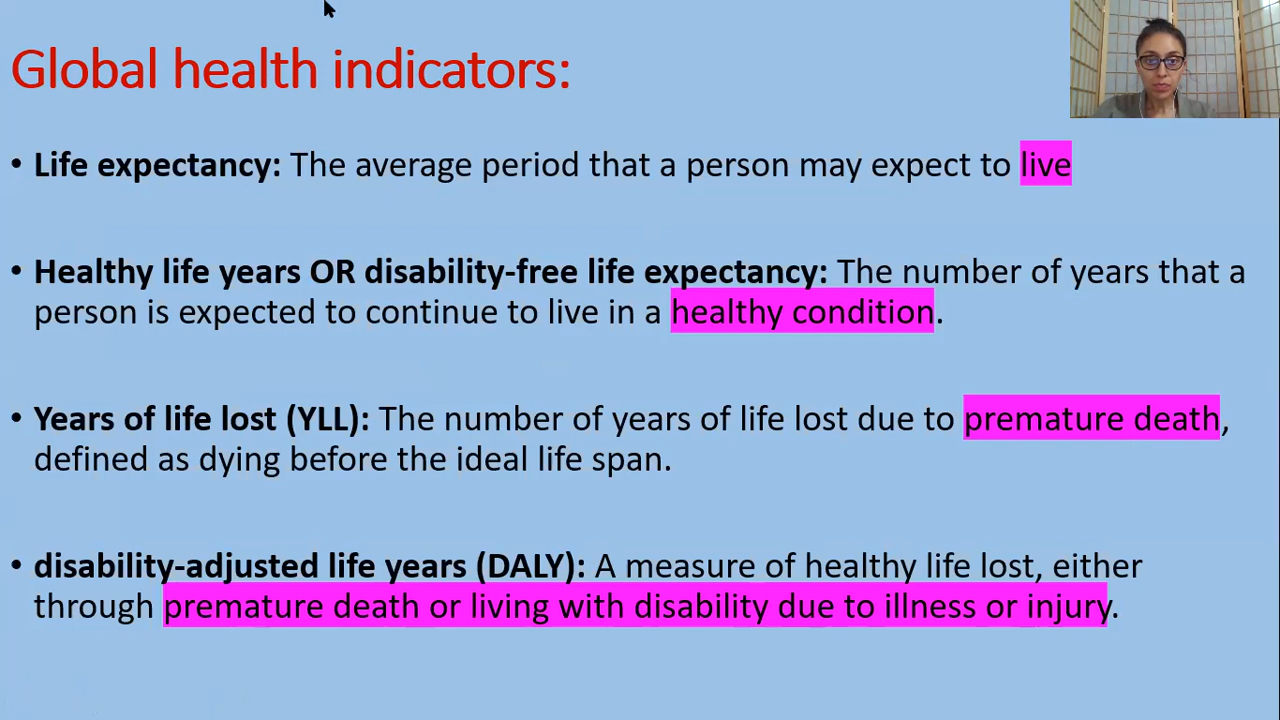 Global health indicators:
• Life expectancy: The average period that a person may expect to live
• Healthy life years OR disability-free life expectancy: The number of years that a
person is expected to continue to live in a healthy condition.
• Years of life lost (YLL): The number of years of life lost due to premature death,
defined as dying before the ideal life span.
• disability-adjusted life years (DALY): A measure of healthy life lost, either
through premature death or living with disability due to illness or injury.